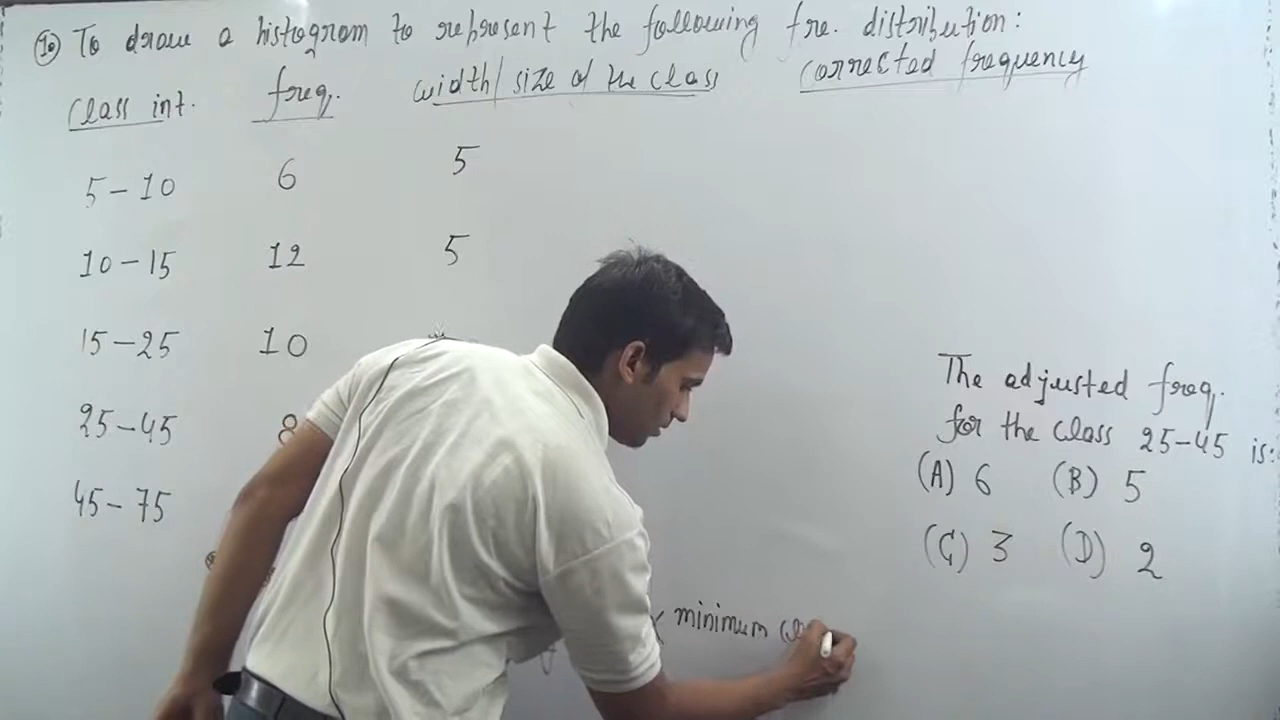 10 To draw a histogram to represent the following fre. distribution:
Class int. freq. width/size of the class corrected frequency
5-10 6 5
10-15 12 5
15-25 10
25-45 8
45-75
The adjusted freq.
for the class 25-45 is:
(A) 6 (B) 5
(C) 3 (D) 2
× minimum